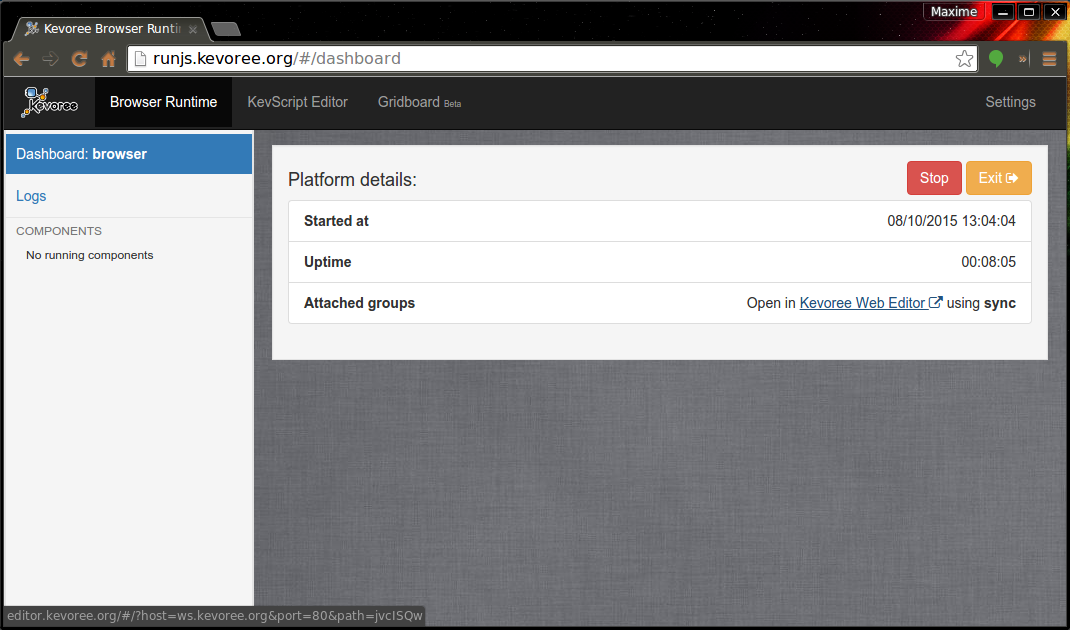 Maxime
Kevoree Browser Runti
runjs.kevoree.org/#/dashboard
Kevoree
Browser Runtime
KevScript Editor
Gridboard Beta
Settings
Dashboard: browser
Logs
COMPONENTS
No running components
Platform details:
Stop
Exit
Started at 08/10/2015 13:04:04
Uptime 00:08:05
Attached groups Open in Kevoree Web Editor using sync
editor.kevoree.org/#/?host=ws.kevoree.org&port=80&path=jvcISQw